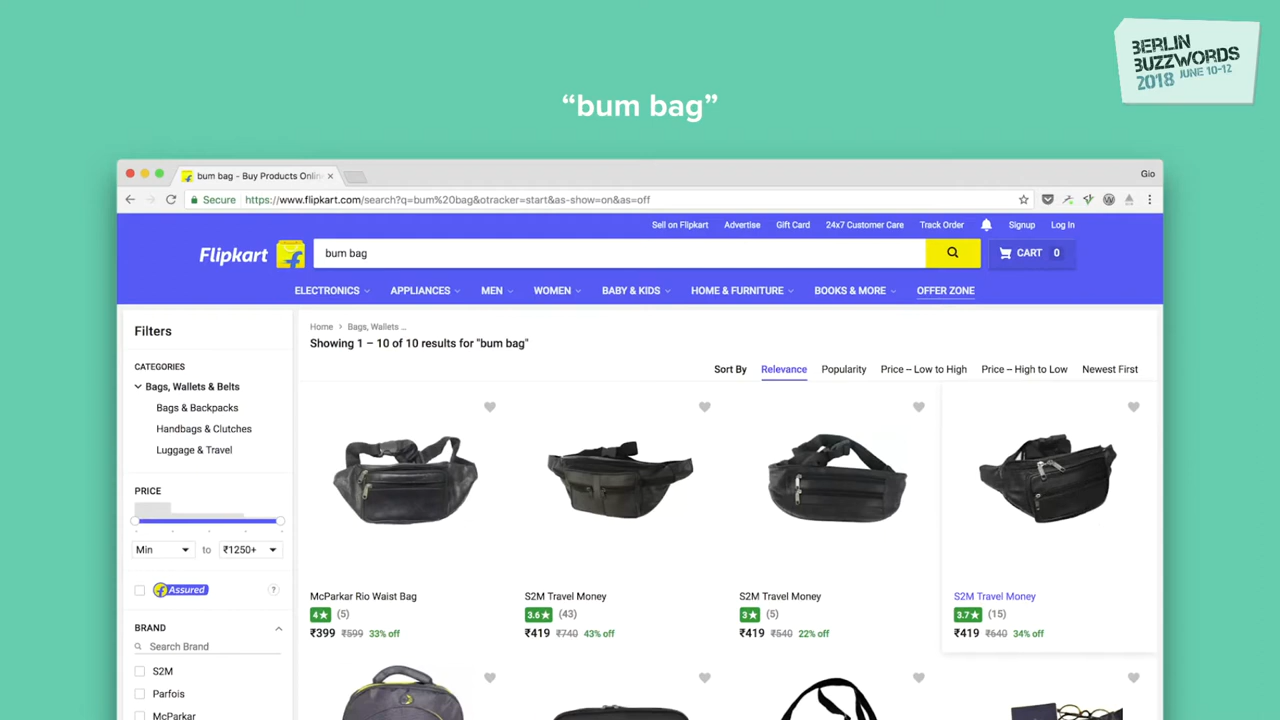 BERLIN
BUZZWORDS
2018 JUNE 10-12
“bum bag”
bum bag - Buy Products Onlin
Gio
Secure https://www.flipkart.com/search?q=bum%20bag&otracker=start&as-show=on&as=off
Sell on Flipkart Advertise Gift Card 24x7 Customer Care Track Order Signup Log In
Flipkart bum bag CART 0
ELECTRONICS APPLIANCES MEN WOMEN BABY & KIDS HOME & FURNITURE BOOKS & MORE OFFER ZONE
Filters
CATEGORIES
Bags, Wallets & Belts
Bags & Backpacks
Handbags & Clutches
Luggage & Travel
PRICE
Min to ₹1250+
Assured ?
BRAND
Search Brand
S2M
Parfois
McParkar
Home > Bags, Wallets ...
Showing 1 – 10 of 10 results for "bum bag"
Sort By Relevance Popularity Price -- Low to High Price -- High to Low Newest First
McParkar Rio Waist Bag
4★ (5)
₹399 ₹599 33% off
S2M Travel Money
3.6★ (43)
₹419 ₹740 43% off
S2M Travel Money
3★ (5)
₹419 ₹540 22% off
S2M Travel Money
3.7★ (15)
₹419 ₹640 34% off